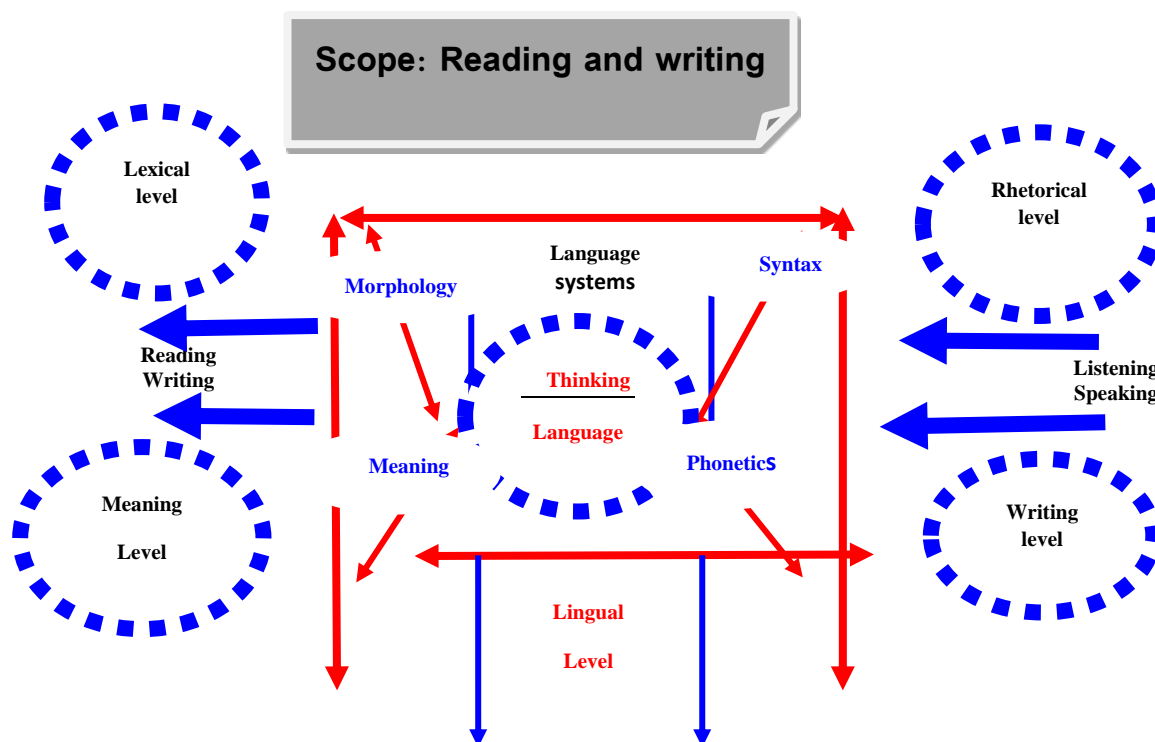 Scope: Reading and writing
Lexical
level
Rhetorical
level
Language
systems
Syntax
Morphology
Reading
Writing
Listening
Speaking
Thinking
Language
Meaning
Phonetics
Meaning
Level
Writing
level
Lingual
Level